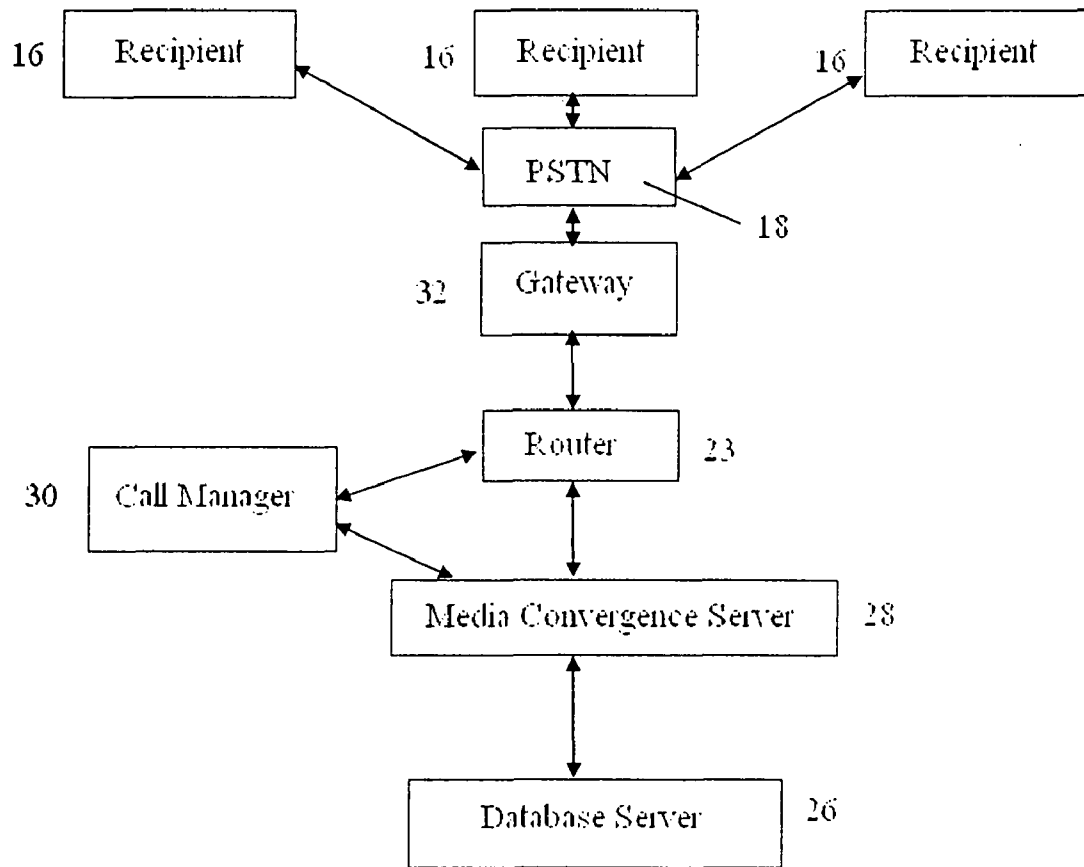 16 Recipient 16 Recipient 16 Recipient
PSTN
18
32 Gateway
Router 23
30 Call Manager
Media Convergence Server 28
Database Server 26